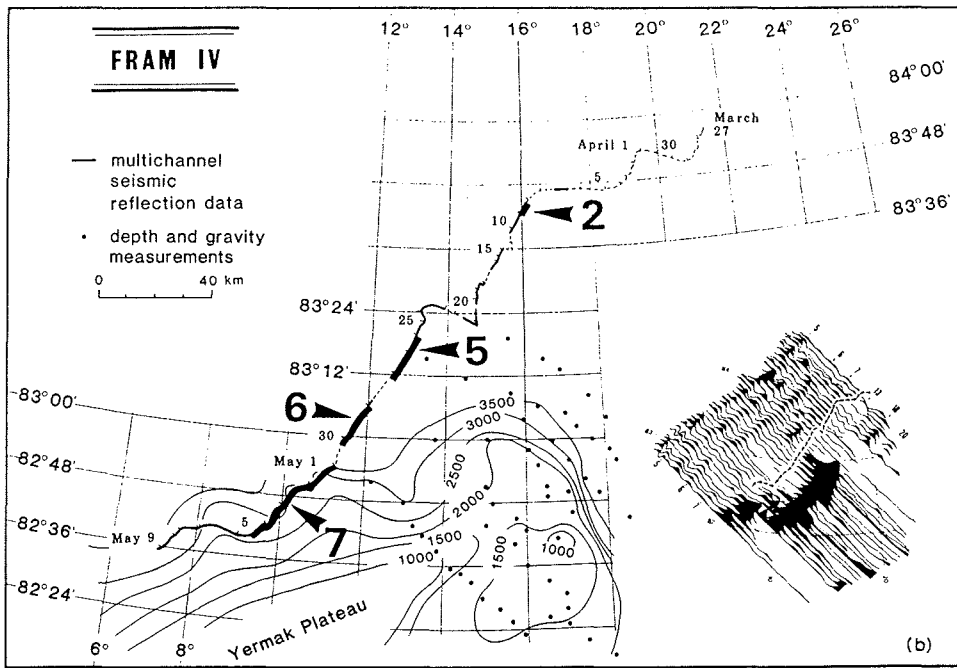 12° 14° 16° 18° 20° 22° 24° 26°
FRAM IV
84°00'
March
27
83°48'
April 1
30
5
83°36'
multichannel
seismic
reflection data
10
2
15
depth and gravity
measurements
0 40 km
83°24'
20
25
5
83°12'
83°00'
6
3500
3000
30
82°48'
May 1
2500
2000
82°36'
5
May 9
7
1500
1000
1500
1000
82°24'
Yermak Plateau
6° 8°
(b)